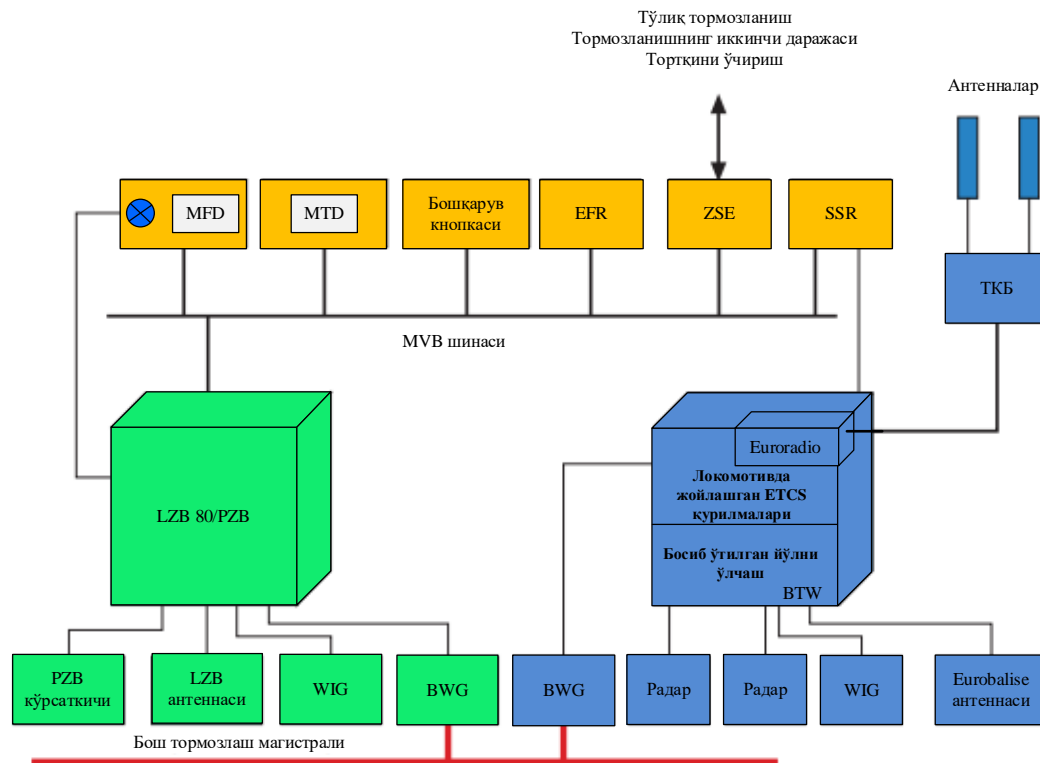 Тўлиқ тормозланиш
Тормозланишнинг иккинчи даражаси
Тортқини ўчириш
Антенналар
MFD
MTD
Бошқарув
кнопкаси
EFR
ZSE
SSR
ТКБ
MVB шинаси
Euroradio
LZB 80/PZB
Локомотивда
жойлашган ETCS
қурилмалари
Босиб ўтилган йўлни
ўлчаш
BTW
PZB
кўрсаткичи
LZB
антеннаси
WIG
BWG
BWG
Радар
Радар
WIG
Eurobalise
антеннаси
Бош тормозлаш магистрали